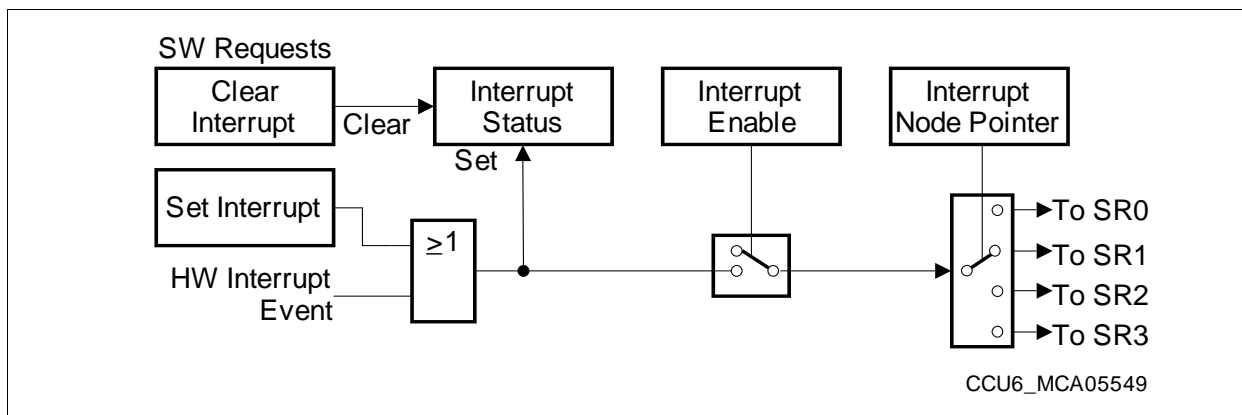 SW Requests
Clear
Interrupt
Clear
Interrupt
Status
Set
Interrupt
Enable
Interrupt
Node Pointer
Set Interrupt
≥1
HW Interrupt
Event
To SR0
To SR1
To SR2
To SR3
CCU6_MCA05549